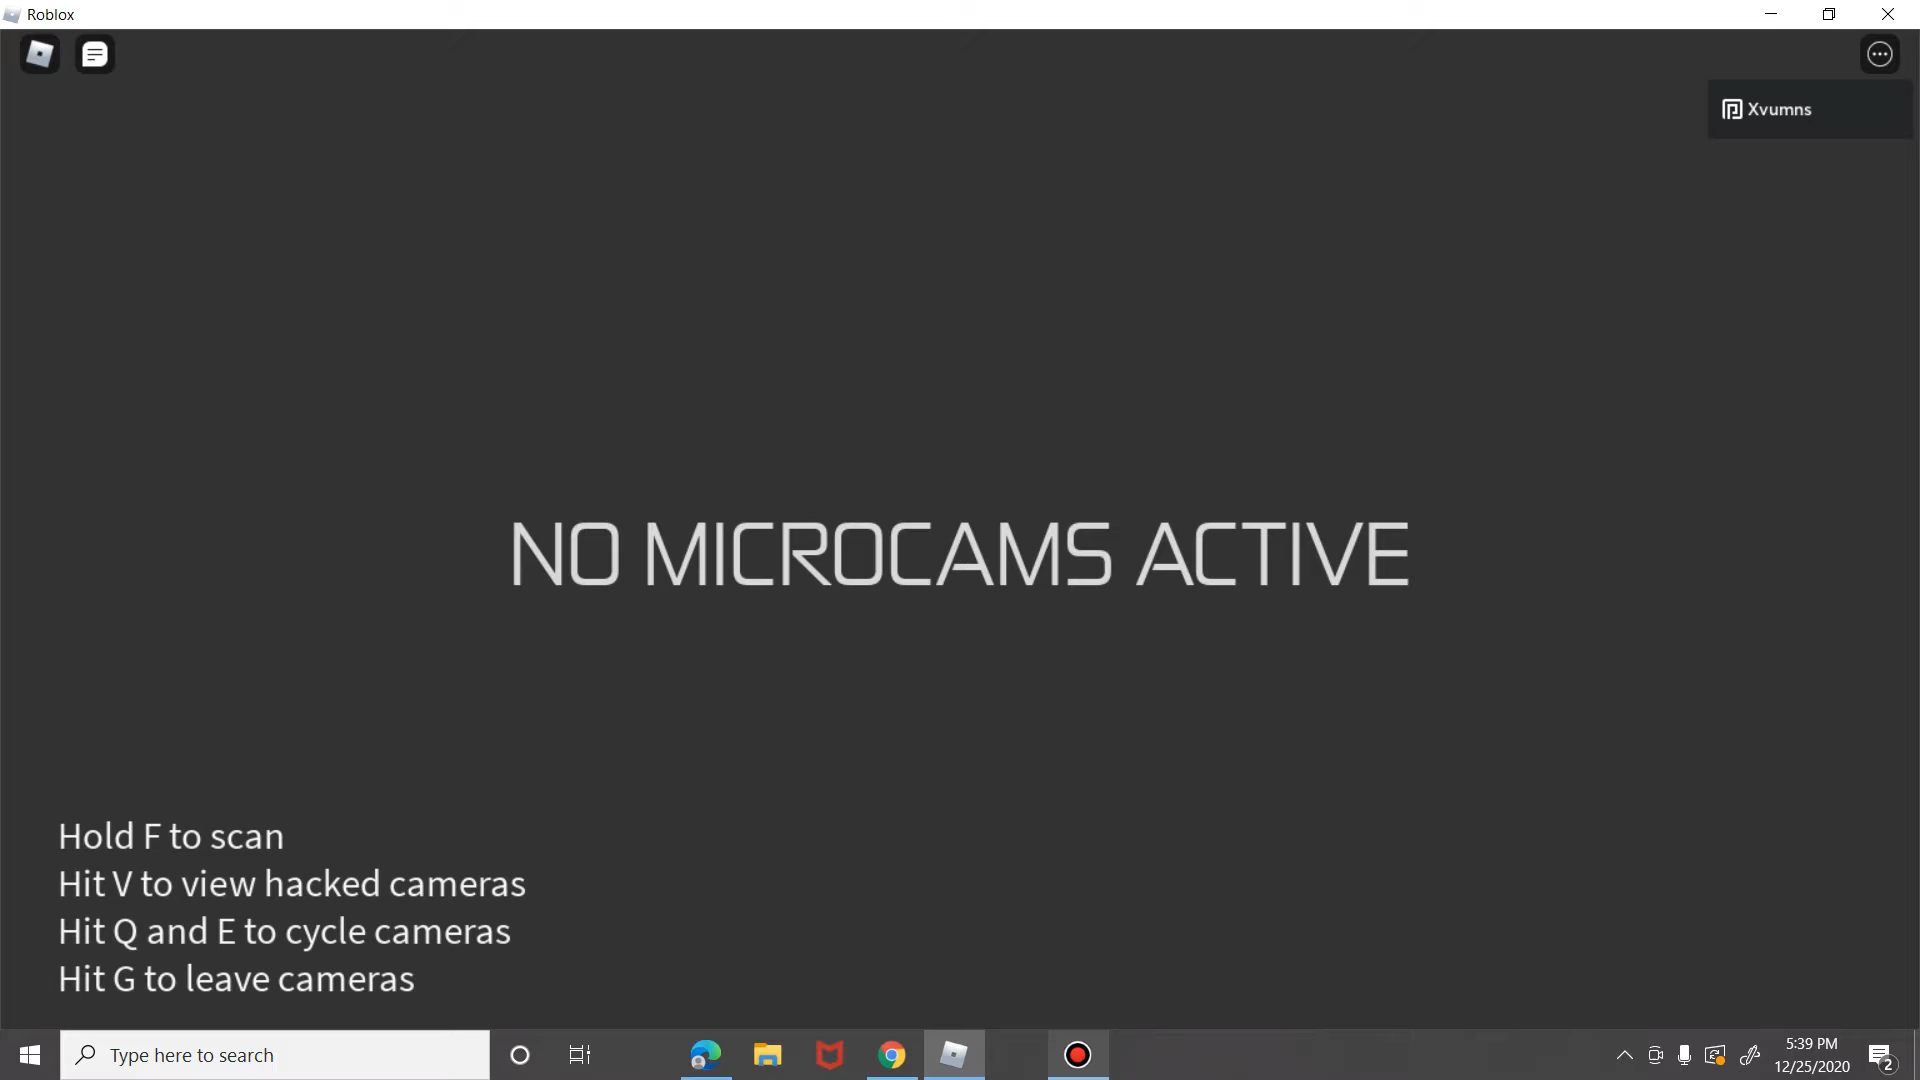 Roblox
Xvumns
NO MICROCAMS ACTIVE
Hold F to scan
Hit V to view hacked cameras
Hit Q and E to cycle cameras
Hit G to leave cameras
Type here to search
5:39 PM
12/25/2020
2